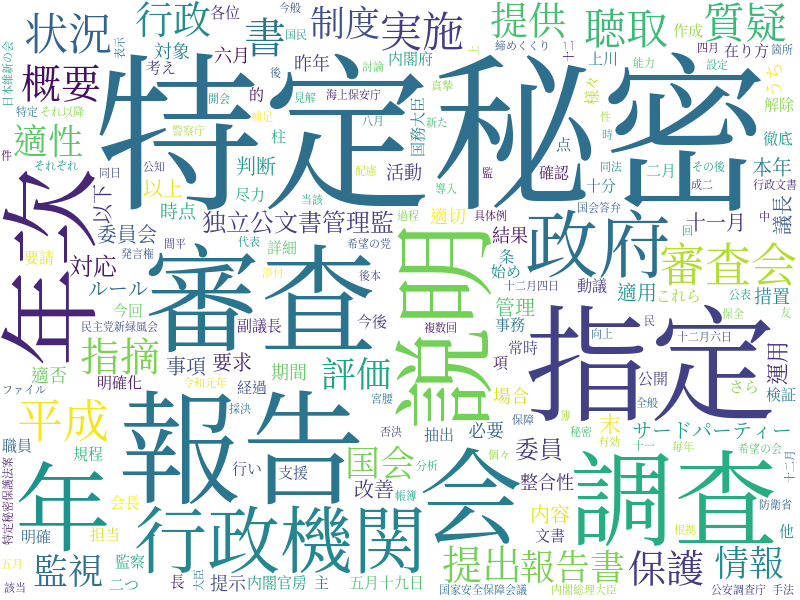 今般
各位
行政
書
制度
実施
提供
聴取
質疑
作成
締めくくり
十二
箇所
日本維新の会
表示
状況
国民
対象
六月
考え
概要
昨年
的
後
討論
上
内閣府
上川
四月
在り方
能力
設定
うち
様々
解除
特定秘密
開会
見解
海上保安庁
真摯
国務大臣
新た
特定
それ以降
適性
警察庁
補足
八月
性
時
徹底
件
それぞれ
同日
公知
柱
判断
配慮
活動
点
確認
同法
その後
二月
本年
年次
以下
以上
尽力
当該
導入
監
十分
成二
行政文書
時点
独立公文書管理監
過程
適切
具体例
国会答弁
中
議長
要請
委員会
発言権
間平
代表
詳細
希望の党
結果
条
始め
政府
十一月
回
審査会
対応
審査
説明
ルール
添付
後本
十二月四日
動議
適用
これら
公表
措置
友
今回
管理
保全
民主党新緑風会
副議長
今後
複数回
事務
向上
民
十二月六日
指摘
評価
指定
項
常時
公開
さら
運用
適否
事項
要求
期間
場合
検証
明確化
令和元年
宮腰
全般
ファイル
平成
経過
報告
採決
否決
抽出
保障
必要
簿
秘密
末
有効
サードパーティー
職員
規程
行い
支援
国会
分析
個々
委員
十一
毎年
希望の会
十二月
特定秘密保護法案
年
会長
改善
帳簿
会
整合性
調査
明確
担当
行政機関
内容
根拠
防衛省
他
五月
監視
監察
提出
報告書
文書
保護
情報
二つ
長
大臣
提示
内閣官房
主
五月十九日
該当
国家安全保障会議
内閣総理大臣
公安調査庁
手法